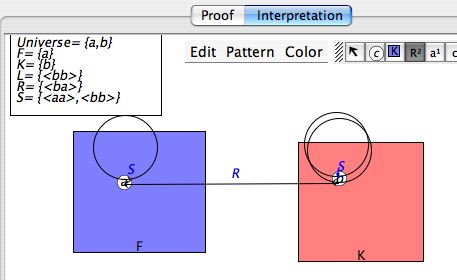 Proof Interpretation
Universe= {a,b}
F= {a}
K= {b}
L= {<bb>}
R= {<ba>}
S= {<aa>,<bb>}
Edit Pattern Color
C K R² a¹
S
R
S
a
b
F
K